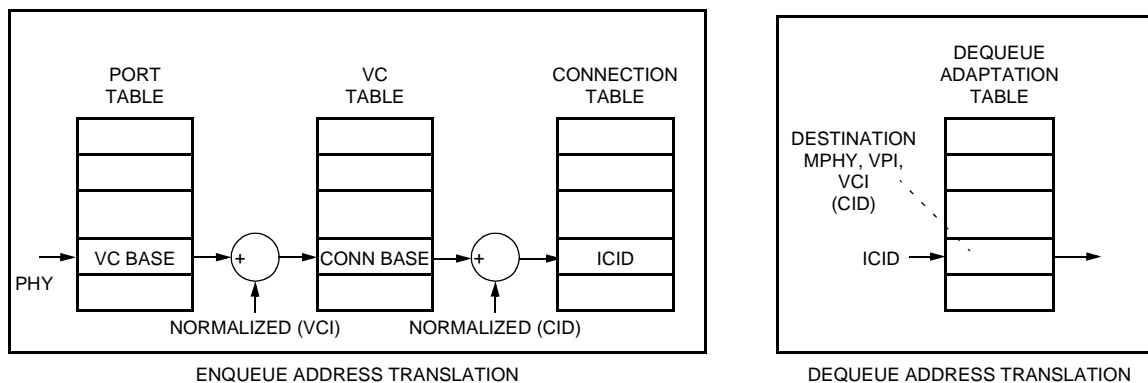 PORT
TABLE
VC
TABLE
CONNECTION
TABLE
PHY
VC BASE
+
CONN BASE
+
ICID
NORMALIZED (VCI)
NORMALIZED (CID)
ENQUEUE ADDRESS TRANSLATION
DEQUEUE
ADAPTATION
TABLE
DESTINATION
MPHY, VPI,
VCI
(CID)
ICID
DEQUEUE ADDRESS TRANSLATION